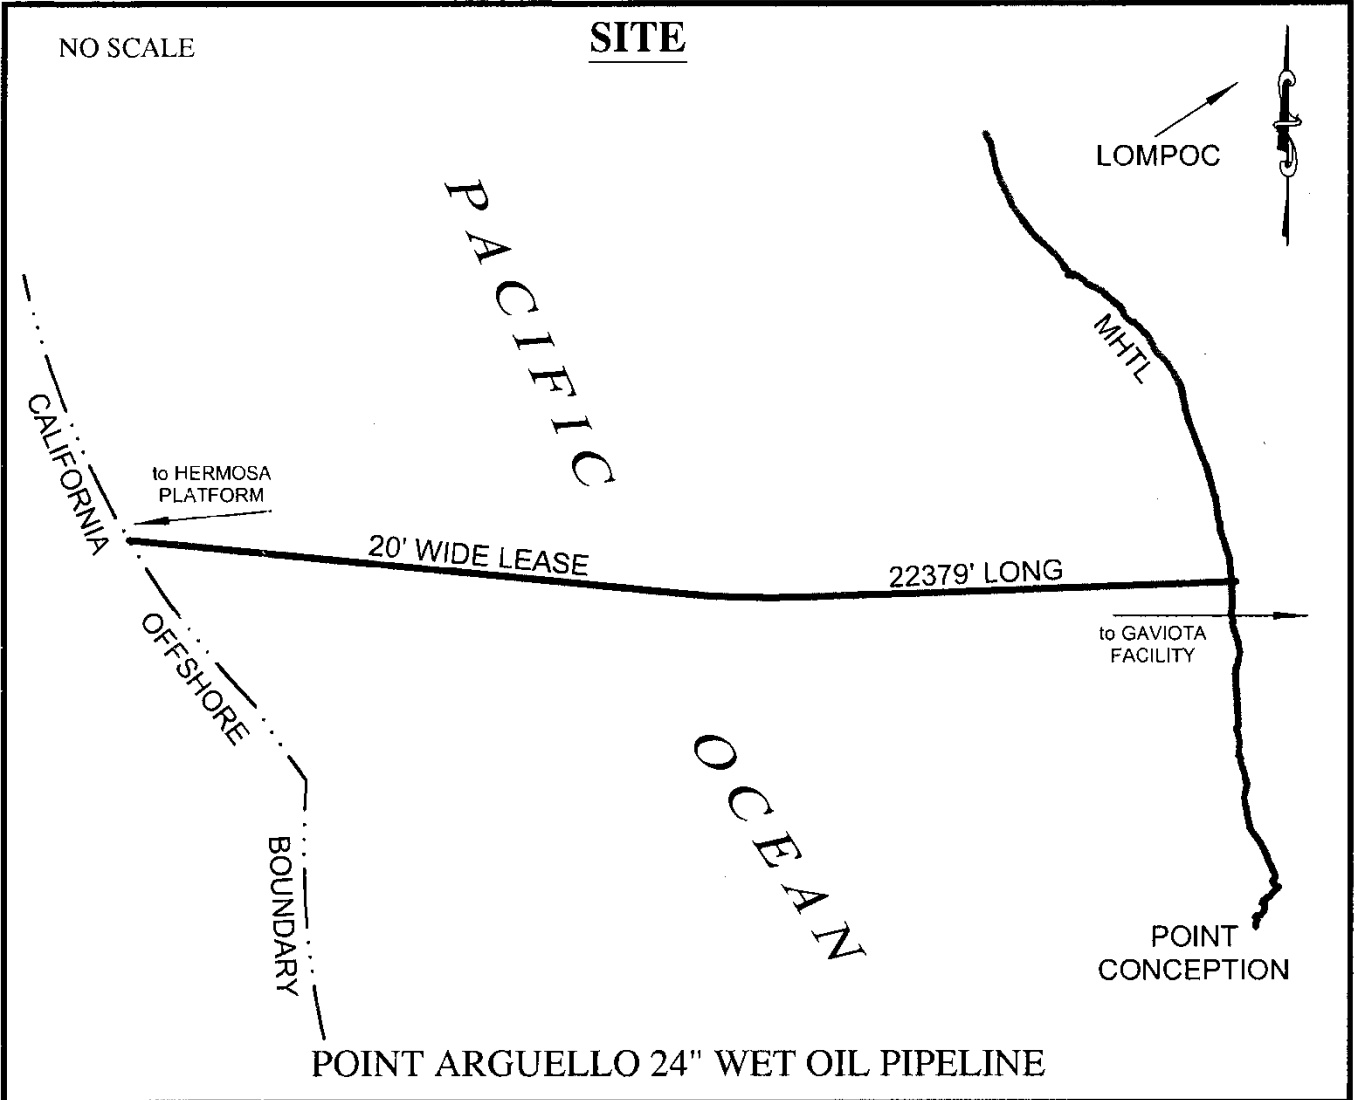 SITE
NO SCALE
LOMPOC
PACIFIC
MHTL
CALIFORNIA
to HERMOSA
PLATFORM
20' WIDE LEASE
22379' LONG
to GAVIOTA
FACILITY
OFFSHORE
OCEAN
BOUNDARY
POINT
CONCEPTION
POINT ARGUELLO 24" WET OIL PIPELINE